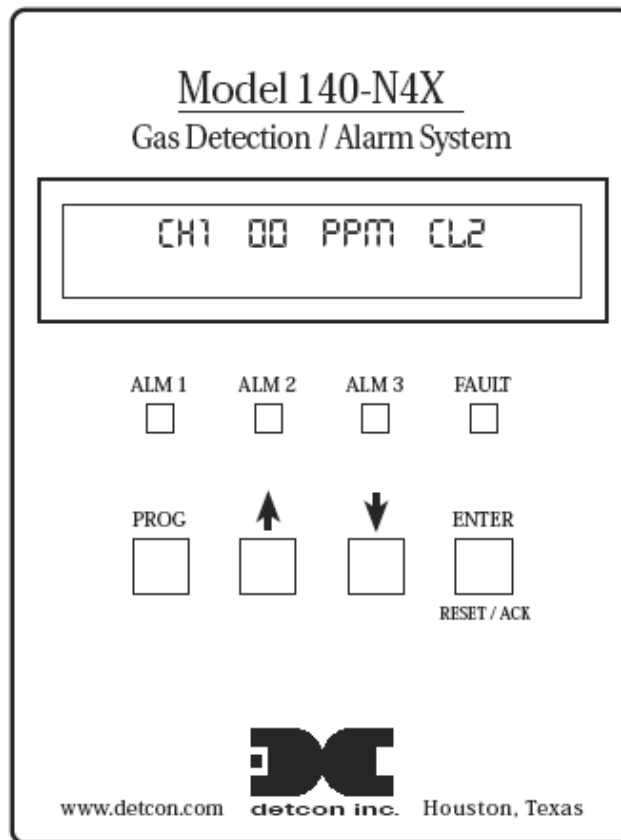 Model 140-N4X
Gas Detection / Alarm System
CH1 00 PPM CL2
ALM 1 ALM 2 ALM 3 FAULT
PROG ENTER
RESET / ACK
www.detcon.com detcon inc. Houston, Texas